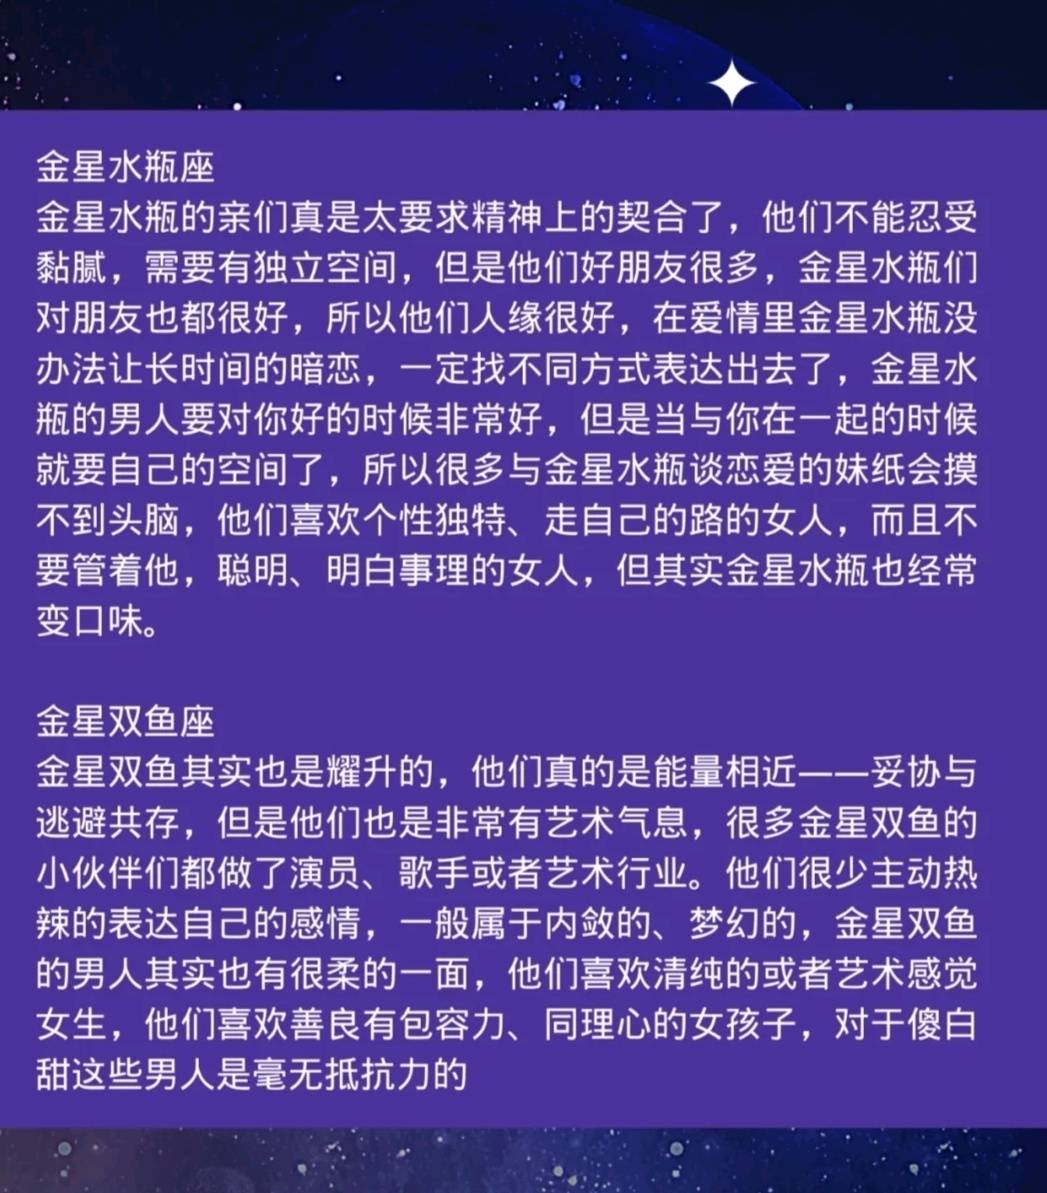 金星水瓶座
金星水瓶的亲们真是太要求精神上的契合了，他们不能忍受
黏腻，需要有独立空间，但是他们好朋友很多，金星水瓶们
对朋友也都很好，所以他们人缘很好，在爱情里金星水瓶没
办法让长时间的暗恋，一定找不同方式表达出去了，金星水
瓶的男人要对你好的时候非常好，但是当与你在一起的时候
就要自己的空间了，所以很多与金星水瓶谈恋爱的妹纸会摸
不到头脑，他们喜欢个性独特、走自己的路的女人，而且不
要管着他，聪明、明白事理的女人，但其实金星水瓶也经常
变口味。
金星双鱼座
金星双鱼其实也是耀升的，他们真的是能量相近——妥协与
逃避共存，但是他们也是非常有艺术气息，很多金星双鱼的
小伙伴们都做了演员、歌手或者艺术行业。他们很少主动热
辣的表达自己的感情，一般属于内敛的、梦幻的，金星双鱼
的男人其实也有很柔的一面，他们喜欢清纯的或者艺术感觉
女生，他们喜欢善良有包容力、同理心的女孩子，对于傻白
甜这些男人是毫无抵抗力的